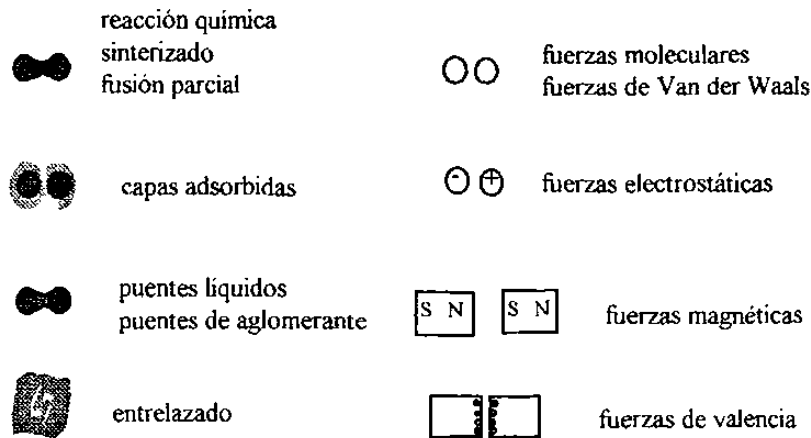 reacción química
sinterizado
fusión parcial
fuerzas moleculares
fuerzas de Van der Waals
capas adsorbidas
- +
fuerzas electrostáticas
puentes líquidos
puentes de aglomerante
S N S N
fuerzas magnéticas
entrelazado
fuerzas de valencia